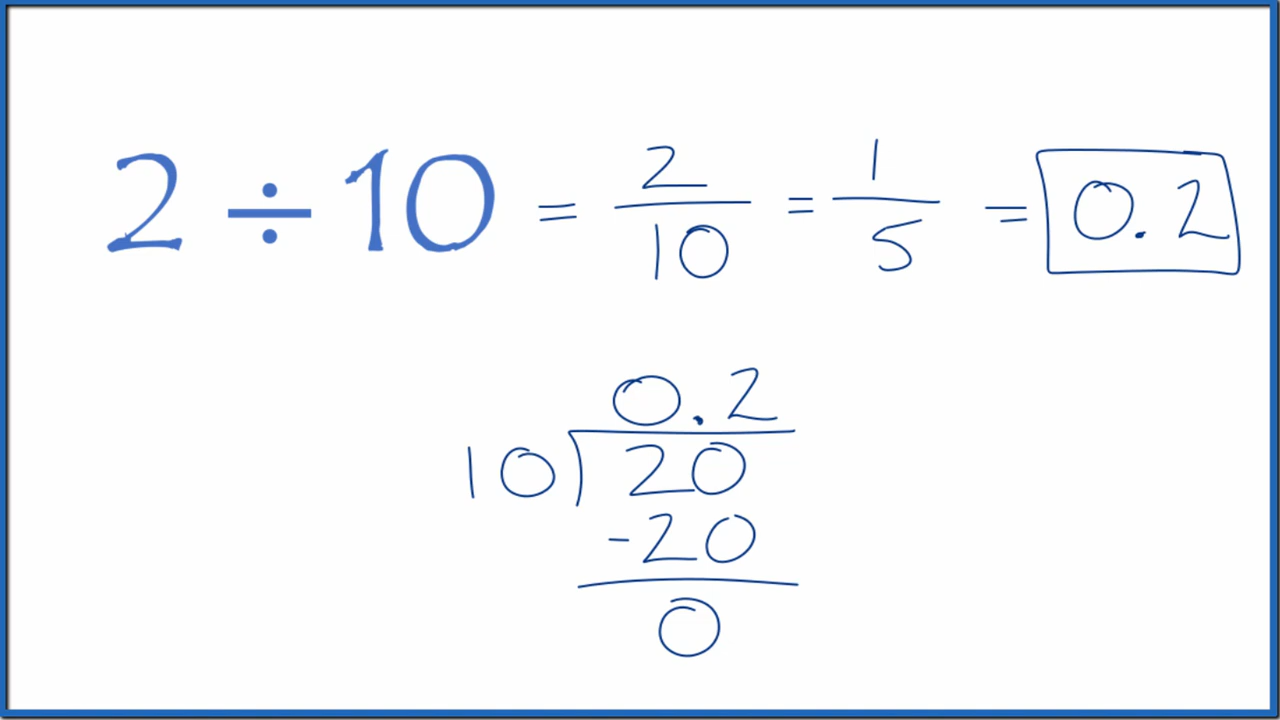 2 ÷ 10 = 2/10 = 1/5 = 0.2
0.2
10)20
-20
0